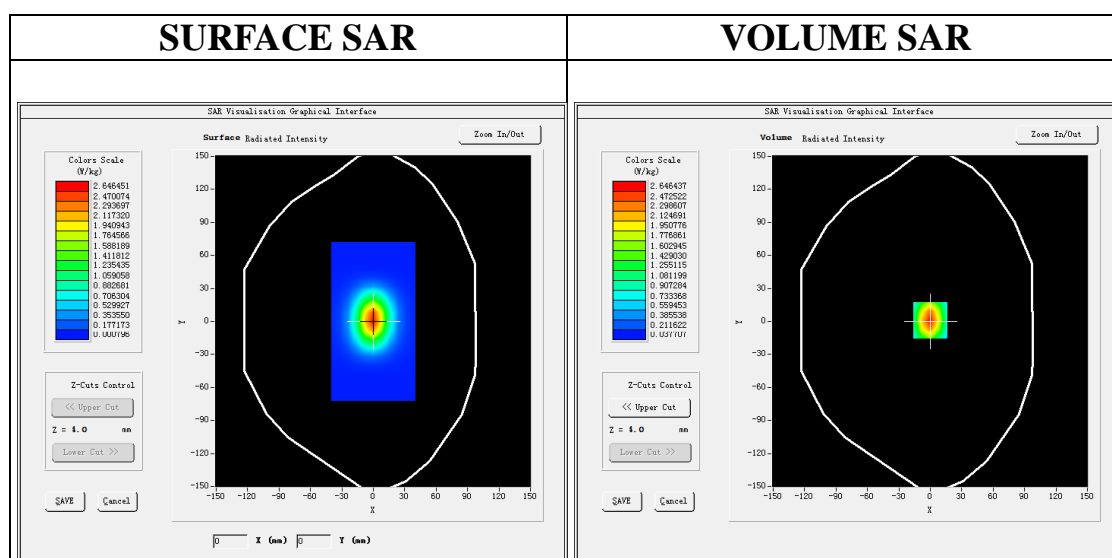 SURFACE SAR
VOLUME SAR
SAR Visualisation Graphical Interface
Surface Radiated Intensity
Zoom In/Out
Colors Scale
(W/kg)
2.646451
2.470074
2.293697
2.117320
1.940943
1.764566
1.588189
1.411812
1.235435
1.059058
0.882681
0.706304
0.529927
0.353550
0.177173
0.000796
Z-Cuts Control
<< Upper Cut
Z = 4.0 mm
Lower Cut >>
SAVE Cancel
150
120
90
60
30
0
-30
-60
-90
-120
-150
Y
-150 -120 -90 -60 -30 0 30 60 90 120 150
X
0 X (mm) 0 Y (mm)
SAR Visualisation Graphical Interface
Volume Radiated Intensity
Zoom In/Out
Colors Scale
(W/kg)
2.646437
2.472522
2.298607
2.124691
1.950776
1.776861
1.602945
1.429030
1.255115
1.081199
0.907284
0.733368
0.559453
0.385538
0.211622
0.037707
Z-Cuts Control
<< Upper Cut
Z = 4.0 mm
Lower Cut >>
SAVE Cancel
150
120
90
60
30
0
-30
-60
-90
-120
-150
Y
-150 -120 -90 -60 -30 0 30 60 90 120 150
X